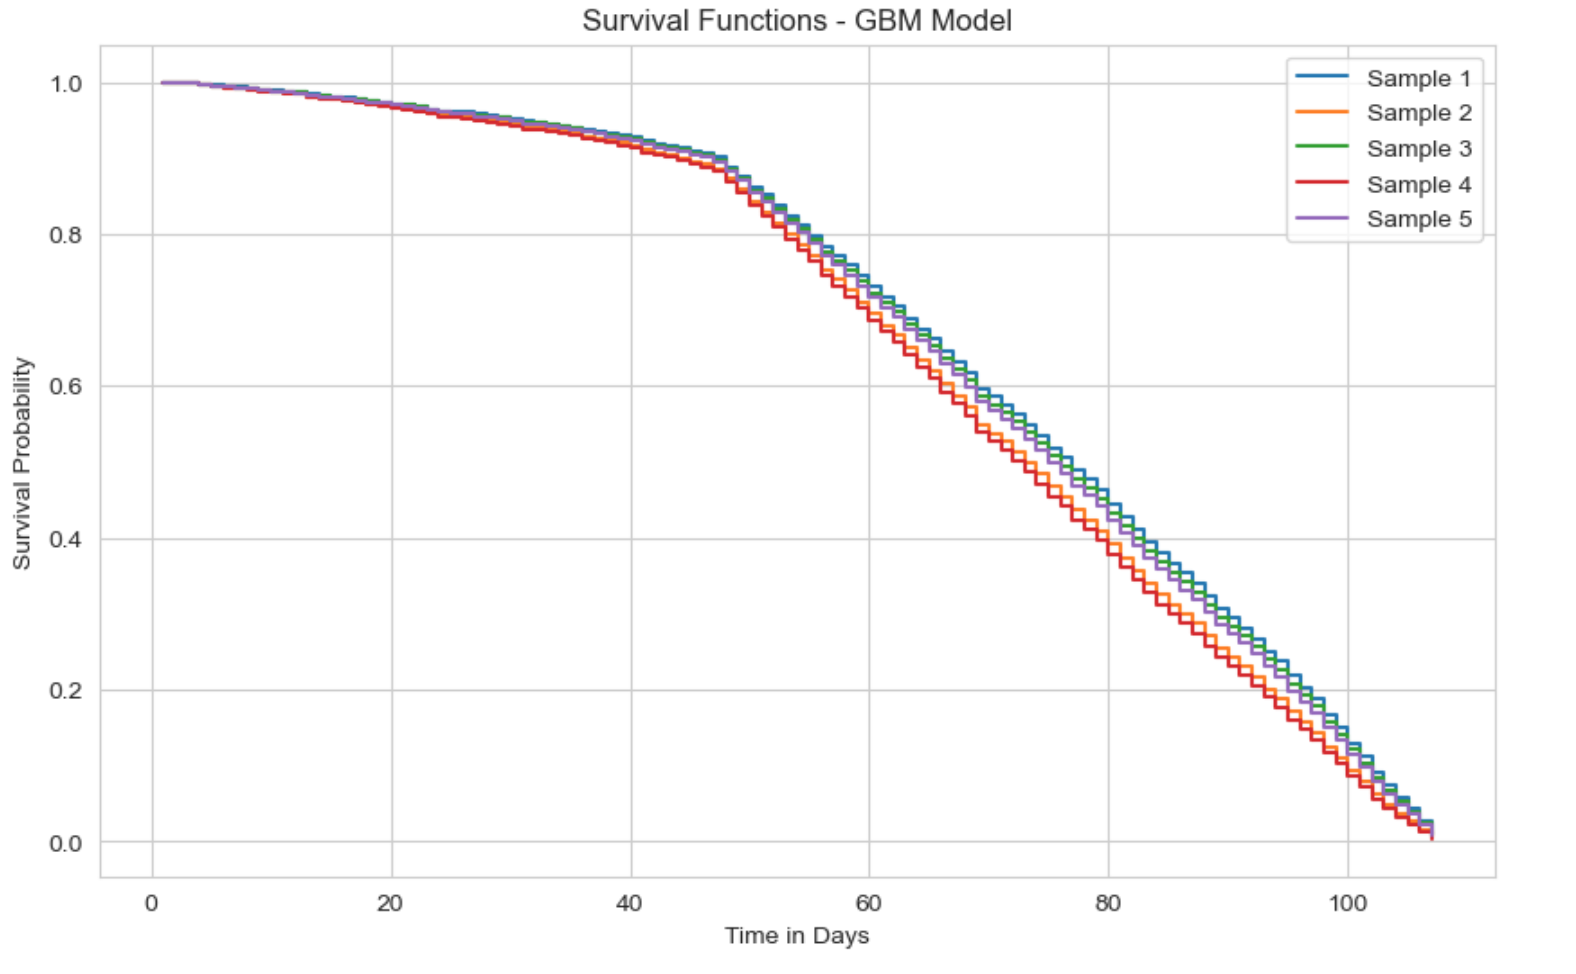 Survival Functions - GBM Model
1.0
0.8
0.6
0.4
0.2
0.0
Survival Probability
Sample 1
Sample 2
Sample 3
Sample 4
Sample 5
0 20 40 60 80 100
Time in Days